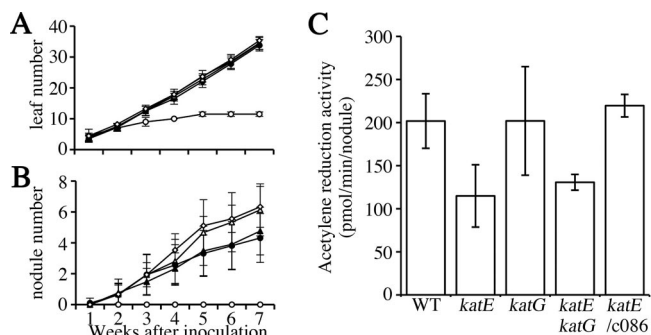 A
leaf number
40
30
20
10
0
B
nodule number
8
6
4
2
0
1 2 3 4 5 6 7
Weeks after inoculation
C
Acetylene reduction activity
(pmol/min/nodule)
300
250
200
150
100
50
0
WT katE katG katE katE
katG /c086